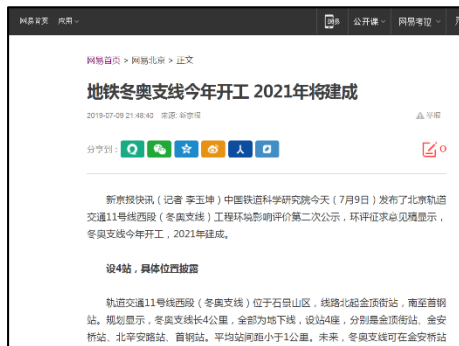 网易首页 应用 公开课 网易考拉
网易首页 > 网易北京 > 正文
地铁冬奥支线今年开工 2021年将建成
2019-07-09 21:48:40 来源: 新京报 举报
分享到： 0
新京报快讯（记者 李玉坤）中国铁道科学研究院今天（7月9日）发布了北京轨道
交通11号线西段（冬奥支线）工程环境影响评价第二次公示，环评征求意见稿显示，
冬奥支线今年开工，2021年建成。
设4站，具体位置披露
轨道交通11号线西段（冬奥支线）位于石景山区，线路北起金顶街站，南至首钢
站。规划显示，冬奥支线长4公里，全部为地下线，设站4座，分别是金顶街站、金安
桥站、北辛安路站、首钢站。平均站间距小于1公里。未来，冬奥支线可在金安桥站